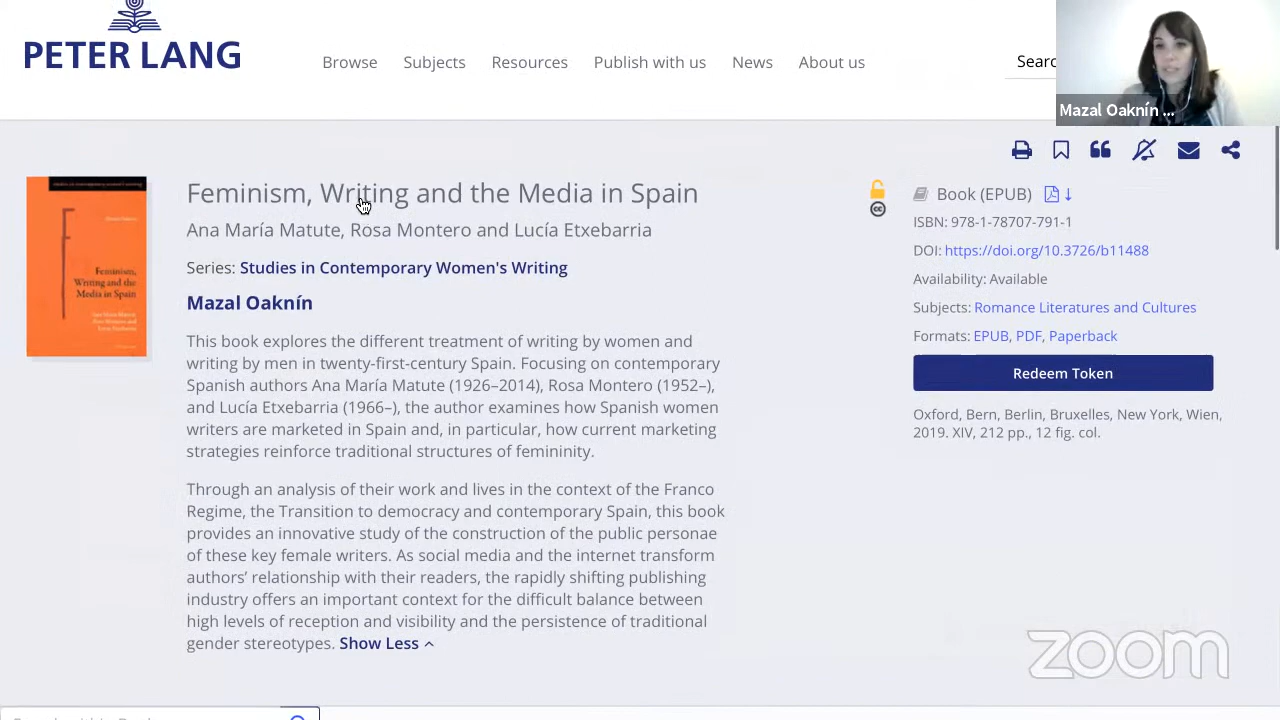 PETER LANG
Browse
Subjects
Resources
Publish with us
News
About us
Searc
Mazal Oaknín ...
Feminism,
Writing and the
Media in Spain
Feminism, Writing and the Media in Spain
Ana María Matute, Rosa Montero and Lucía Etxebarria
Series: Studies in Contemporary Women's Writing
Mazal Oaknín
This book explores the different treatment of writing by women and
writing by men in twenty-first-century Spain. Focusing on contemporary
Spanish authors Ana María Matute (1926–2014), Rosa Montero (1952–),
and Lucía Etxebarria (1966–), the author examines how Spanish women
writers are marketed in Spain and, in particular, how current marketing
strategies reinforce traditional structures of femininity.
Through an analysis of their work and lives in the context of the Franco
Regime, the Transition to democracy and contemporary Spain, this book
provides an innovative study of the construction of the public personae
of these key female writers. As social media and the internet transform
authors’ relationship with their readers, the rapidly shifting publishing
industry offers an important context for the difficult balance between
high levels of reception and visibility and the persistence of traditional
gender stereotypes. Show Less
cc
Book (EPUB)
ISBN: 978-1-78707-791-1
DOI: https://doi.org/10.3726/b11488
Availability: Available
Subjects: Romance Literatures and Cultures
Formats: EPUB, PDF, Paperback
Redeem Token
Oxford, Bern, Berlin, Bruxelles, New York, Wien,
2019. XIV, 212 pp., 12 fig. col.
zoom